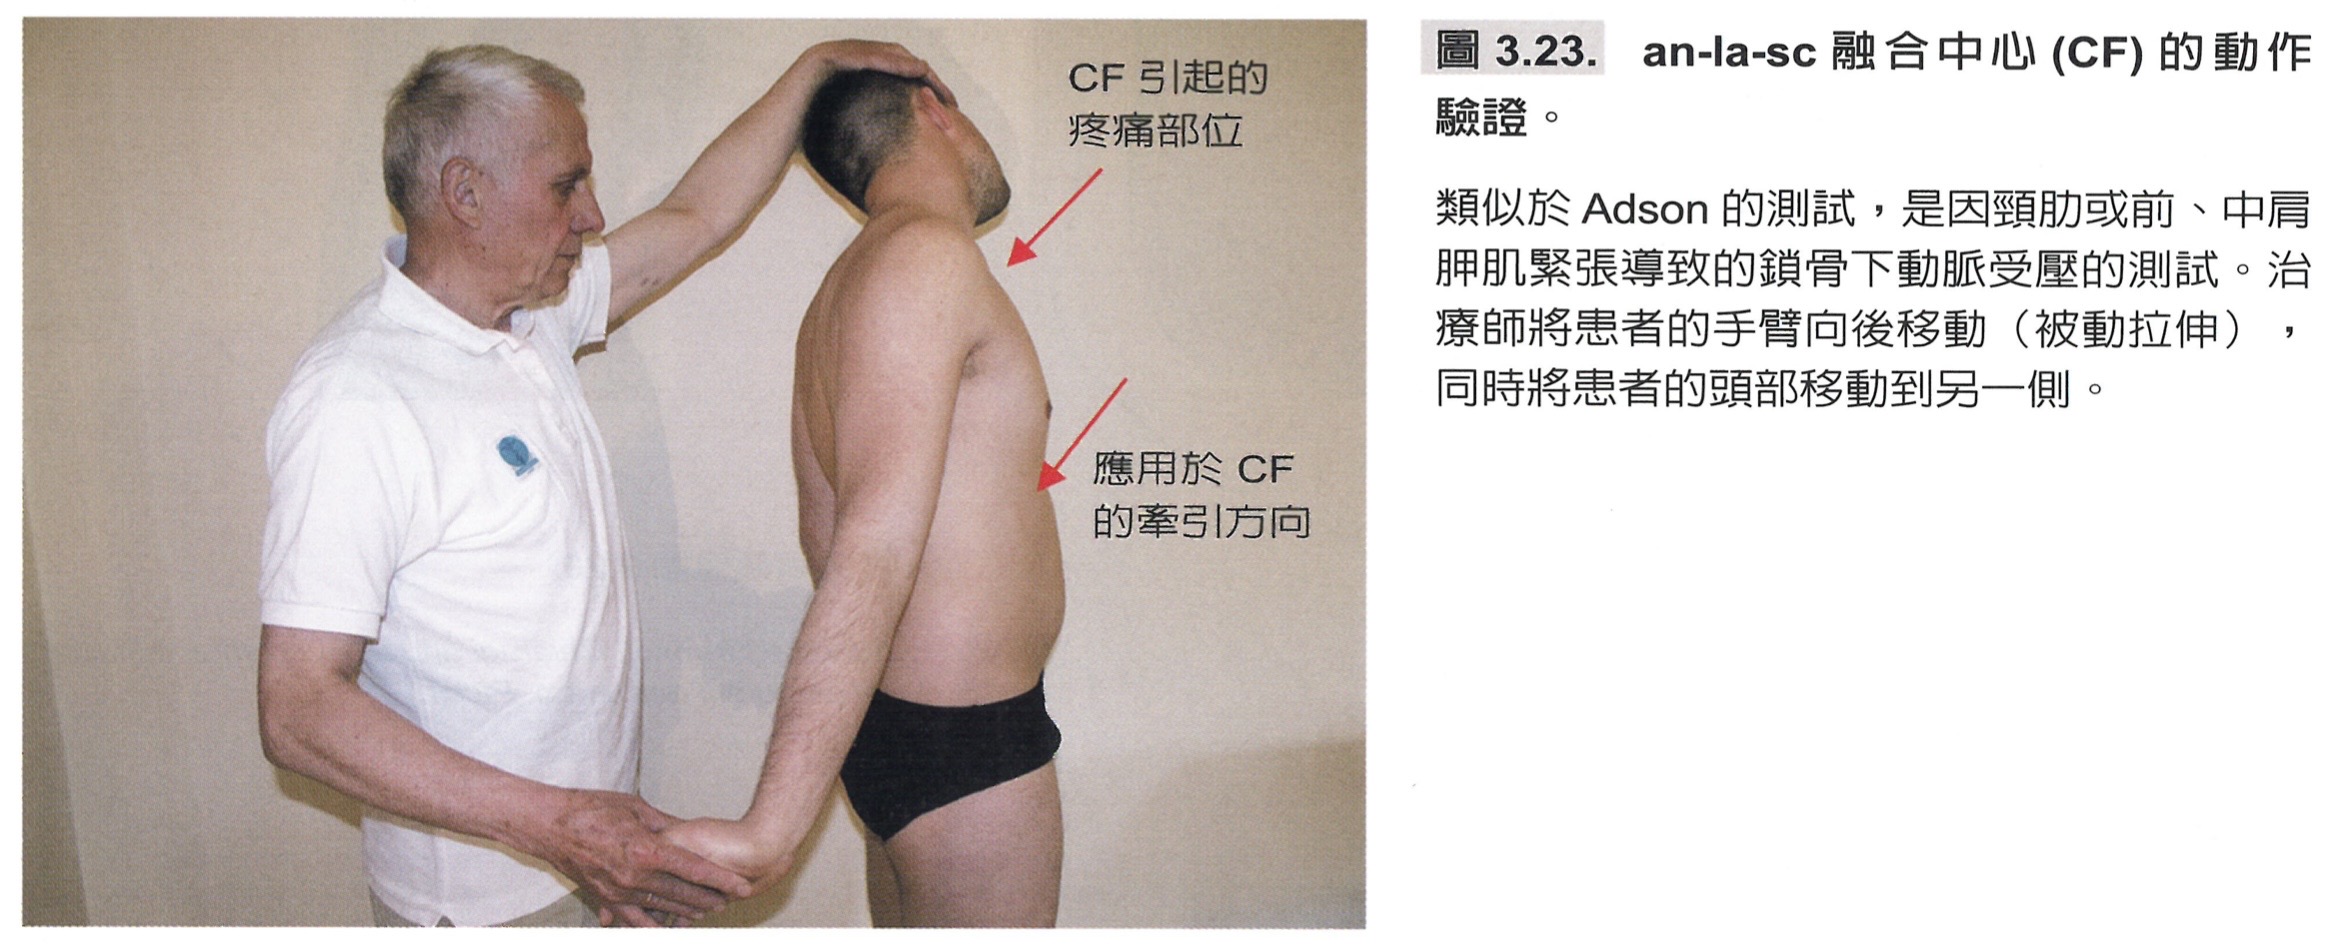 CF 引起的
疼痛部位
應用於 CF
的牽引方向
圖 3.23. an-la-sc 融合中心 (CF) 的動作
驗證。
類似於 Adson 的測試，是因頸肋或前、中肩
胛肌緊張導致的鎖骨下動脈受壓的測試。治
療師將患者的手臂向後移動（被動拉伸），
同時將患者的頭部移動到另一側。